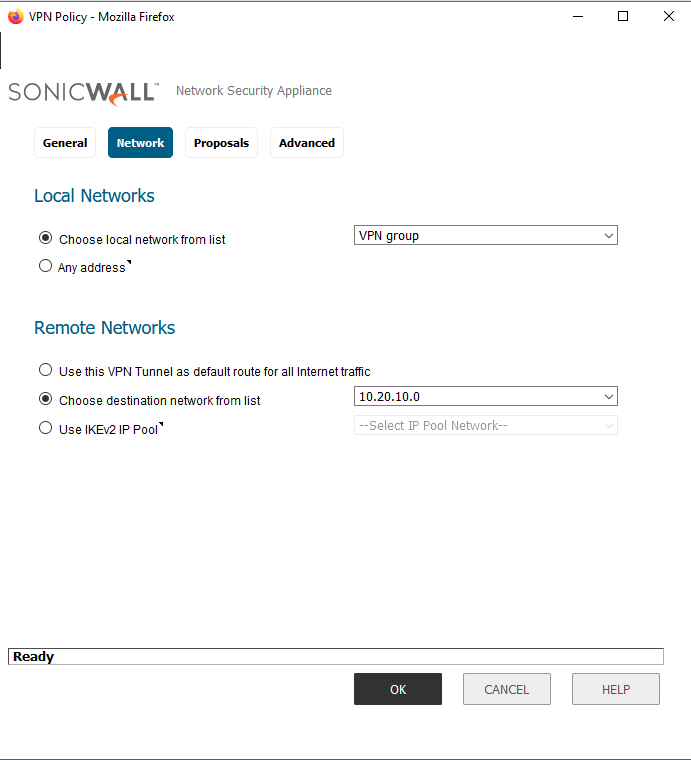 VPN Policy - Mozilla Firefox
SONICWALL™ Network Security Appliance
General Network Proposals Advanced
Local Networks
Choose local network from list VPN group
Any address
Remote Networks
Use this VPN Tunnel as default route for all Internet traffic
Choose destination network from list 10.20.10.0
Use IKEv2 IP Pool --Select IP Pool Network--
Ready
OK CANCEL HELP